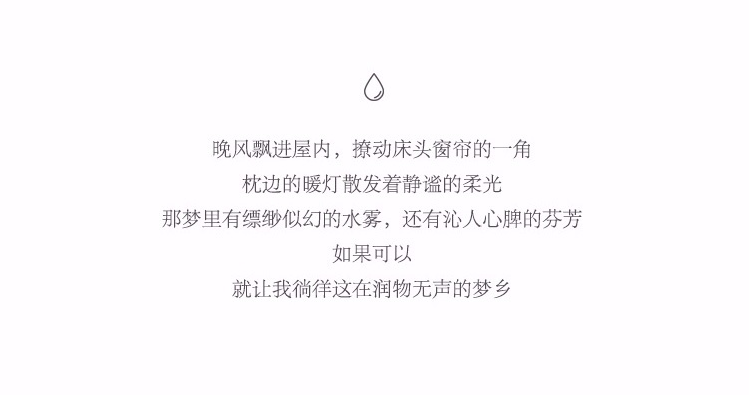 晚风飘进屋内，撩动床头窗帘的一角
枕边的暖灯散发着静谧的柔光
那梦里有缥缈似幻的水雾，还有沁人心脾的芬芳
如果可以
就让我徜徉这在润物无声的梦乡